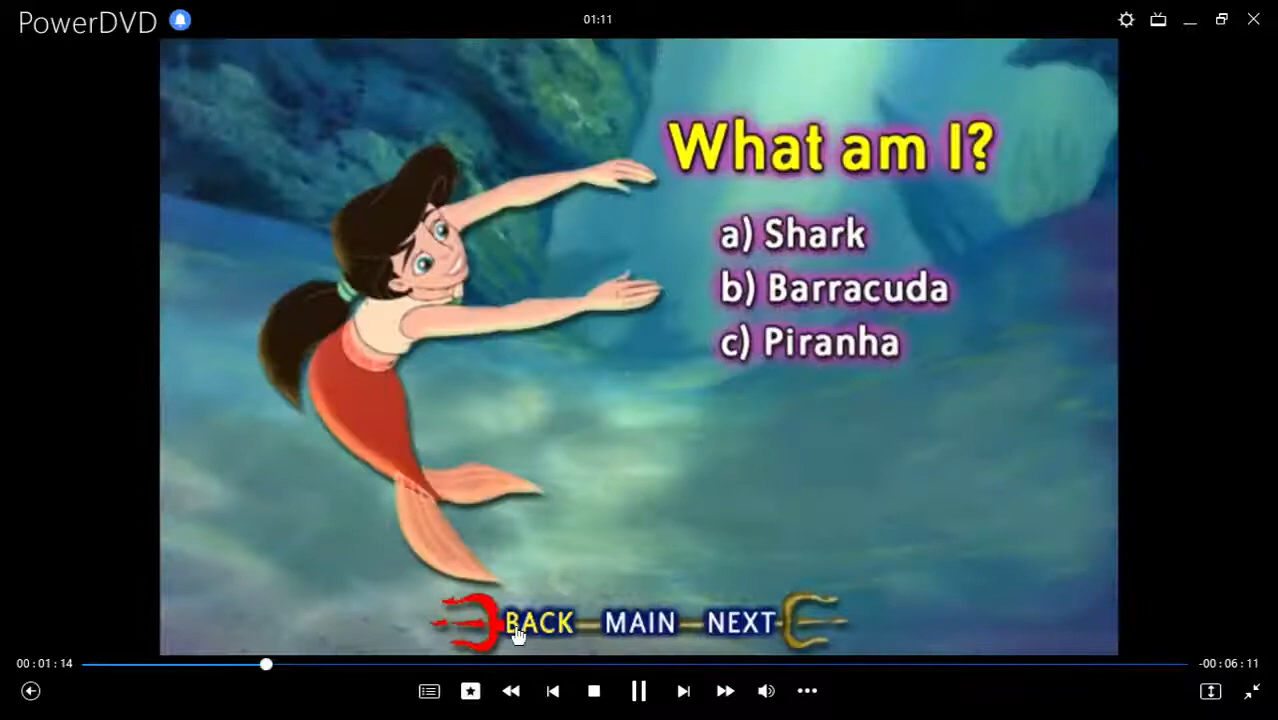 PowerDVD
01:11
What am I?
a) Shark
b) Barracuda
c) Piranha
BACK MAIN NEXT
00:01:14
-00:06:11